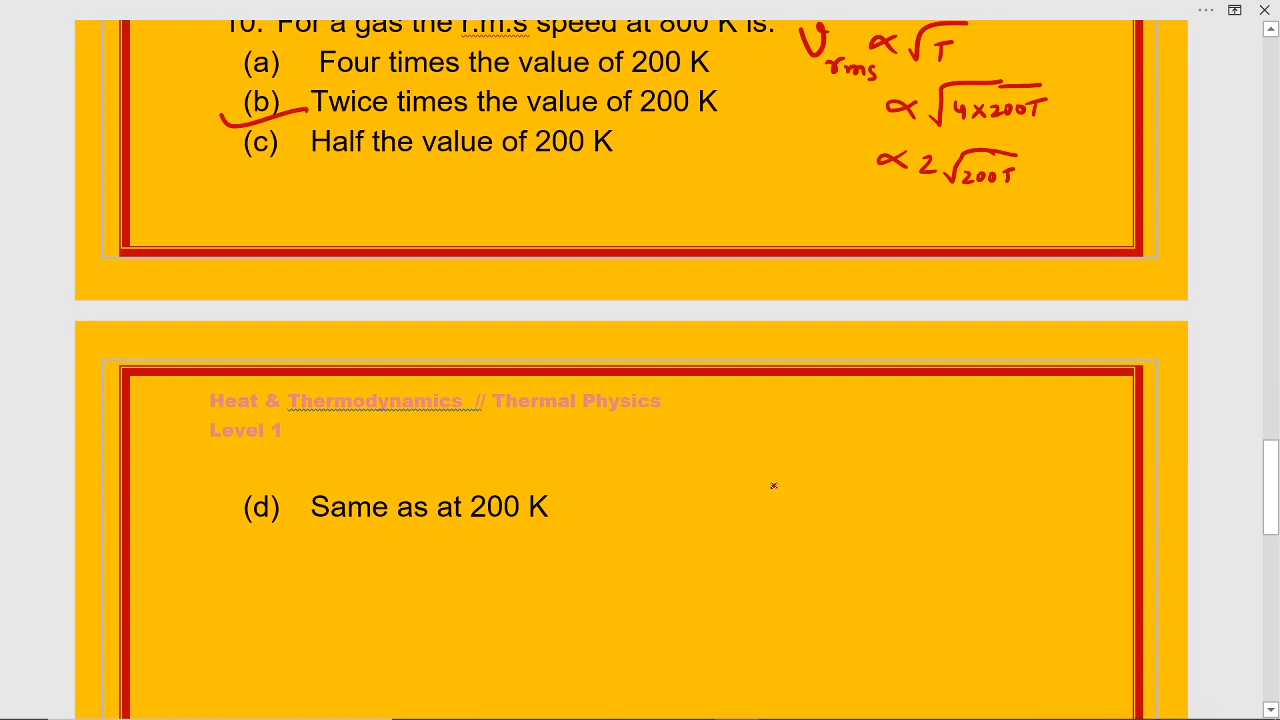 10. For a gas the r.m.s speed at 800 K is:
(a) Four times the value of 200 K
(b) Twice times the value of 200 K
(c) Half the value of 200 K
Vrms ∝ √T
∝ √4×200T
∝ 2√200T
Heat & Thermodynamics // Thermal Physics
Level 1
(d) Same as at 200 K